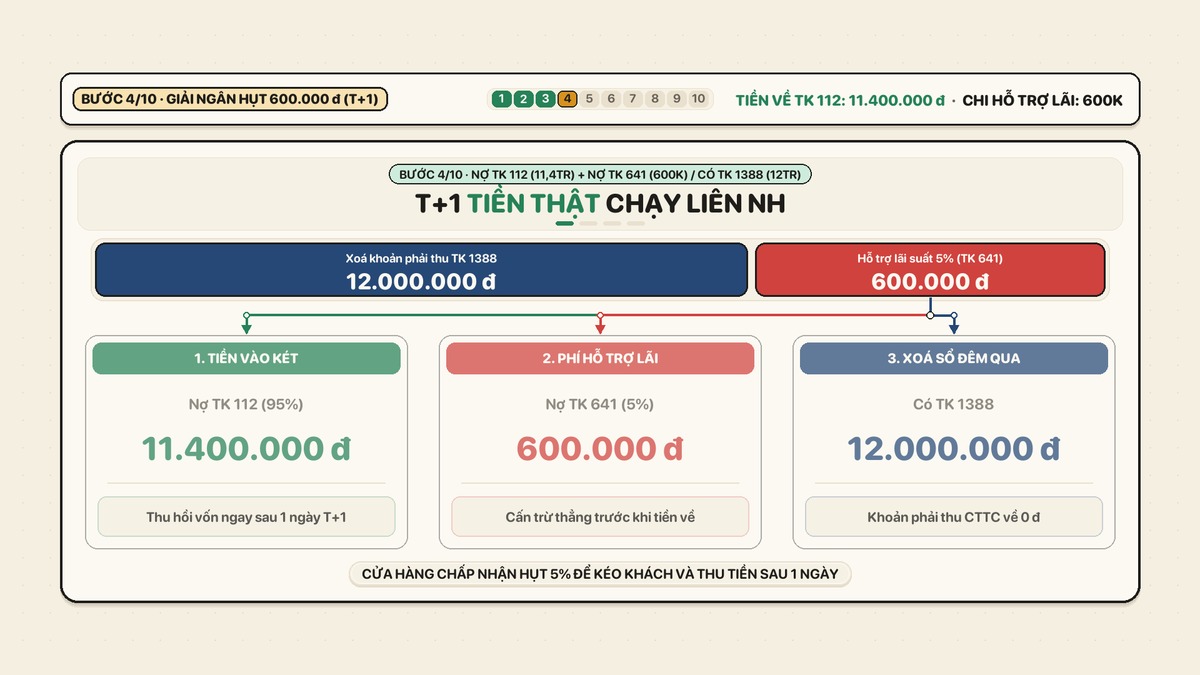 BƯỚC 4/10 · GIẢI NGÂN HỤT 600.000 đ (T+1)
1 2 3 4 5 6 7 8 9 10
TIỀN VỀ TK 112: 11.400.000 đ · CHI HỖ TRỢ LÃI: 600K
BƯỚC 4/10 · NỢ TK 112 (11,4TR) + NỢ TK 641 (600K) / CÓ TK 1388 (12TR)
T+1 TIỀN THẬT CHẠY LIÊN NH
Xoá khoản phải thu TK 1388
12.000.000 đ
Hỗ trợ lãi suất 5% (TK 641)
600.000 đ
1. TIỀN VÀO KÉT
Nợ TK 112 (95%)
11.400.000 đ
Thu hồi vốn ngay sau 1 ngày T+1
2. PHÍ HỖ TRỢ LÃI
Nợ TK 641 (5%)
600.000 đ
Cấn trừ thẳng trước khi tiền về
3. XOÁ SỔ ĐÊM QUA
Có TK 1388
12.000.000 đ
Khoản phải thu CTTC về 0 đ
CỬA HÀNG CHẤP NHẬN HỤT 5% ĐỂ KÉO KHÁCH VÀ THU TIỀN SAU 1 NGÀY